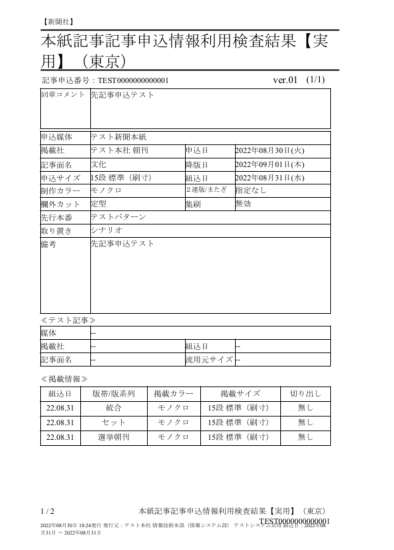 【新聞社】
本紙記事記事申込情報利用検査結果【実
用】（東京）
記事申込番号：TEST0000000000001 ver.01 (1/1)
回章コメント 先記事申込テスト
申込媒体 テスト新聞本紙
掲載社 テスト本社 朝刊 申込日 2022年08月30日(火)
記事面名 文化 降版日 2022年09月01日(木)
申込サイズ 15段 標準（刷寸） 組込日 2022年08月31日(水)
制作カラー モノクロ 2連版/またぎ 指定なし
欄外カット 定型 集刷 無効
先行本番 テストパターン
取り置き シナリオ
備考 先記事申込テスト
≪テスト記事≫
媒体 --
掲載社 -- 組込日 --
記事面名 -- 流用元サイズ --
≪掲載情報≫
組込日 版帯/版系列 掲載カラー 掲載サイズ 切り出し
22.08.31 統合 モノクロ 15段 標準（刷寸） 無し
22.08.31 セット モノクロ 15段 標準（刷寸） 無し
22.08.31 選挙朝刊 モノクロ 15段 標準（刷寸） 無し
1 / 2 本紙記事記事申込情報利用検査結果【実用】（東京）
TEST0000000000001
2022年08月30日 18:24発行 発行元：テスト本社 情報技術本部（情報システム部） テストシステム 組込日：2022年08
月31日 ～ 2022年08月31日